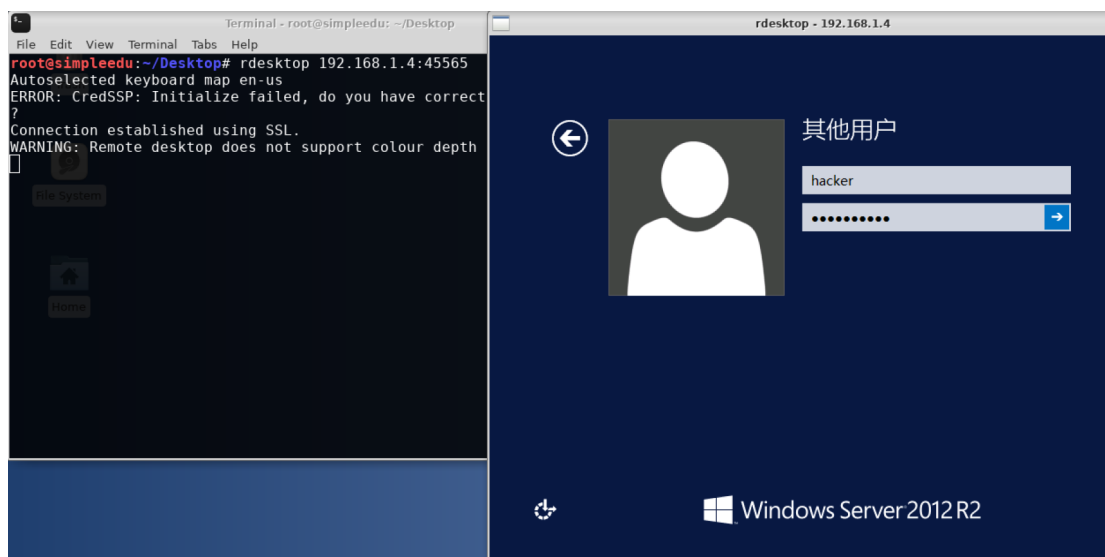 Terminal - root@simpleedu: ~/Desktop
File Edit View Terminal Tabs Help
root@simpleedu:~/Desktop# rdesktop 192.168.1.4:45565
Autoselected keyboard map en-us
ERROR: CredSSP: Initialize failed, do you have correct
?
Connection established using SSL.
WARNING: Remote desktop does not support colour depth
File System
Home
rdesktop - 192.168.1.4
其他用户
hacker
••••••••••
Windows Server 2012 R2